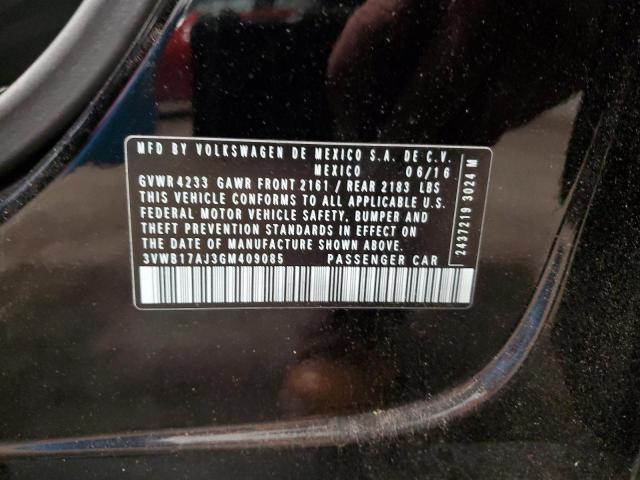 MFD BY VOLKSWAGEN DE MEXICO S.A. DE C.V.
MEXICO 06/16
GVWR 4233 GAWR FRONT 2161 / REAR 2183 LBS
THIS VEHICLE CONFORMS TO ALL APPLICABLE U.S.
FEDERAL MOTOR VEHICLE SAFETY, BUMPER AND
THEFT PREVENTION STANDARDS IN EFFECT ON
THE DATE OF MANUFACTURE SHOWN ABOVE.
3VWB17AJ3GM409085 PASSENGER CAR
2437219 3024 M